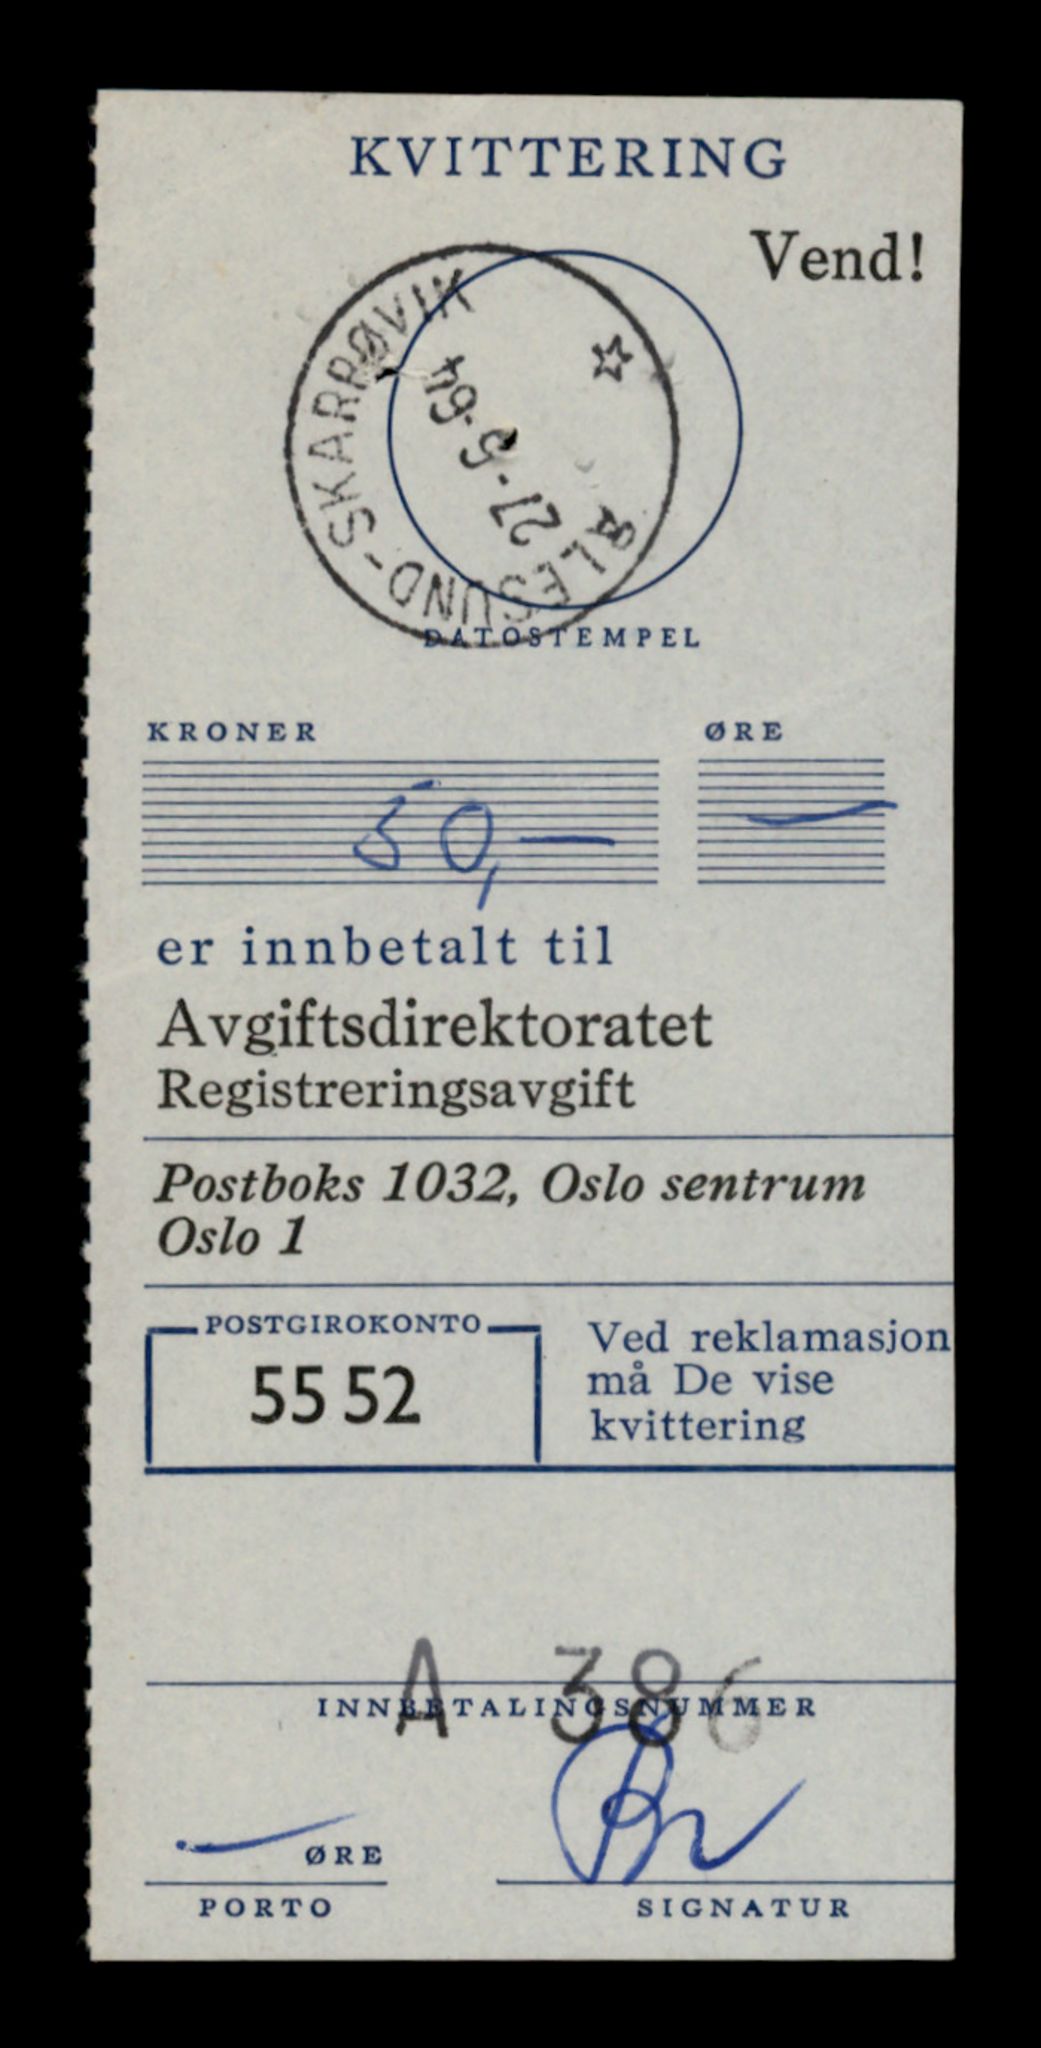 KVITTERING
Vend!
ÅLESUND-SKARBØVIK
27-5-64
DATOSTEMPEL
KRONER ØRE
50,— —
er innbetalt til
Avgiftsdirektoratet
Registreringsavgift
Postboks 1032, Oslo sentrum
Oslo 1
POSTGIROKONTO
55 52
Ved reklamasjon
må De vise
kvittering
A 386
INNBETALINGSNUMMER
— ØRE
PORTO
SIGNATUR